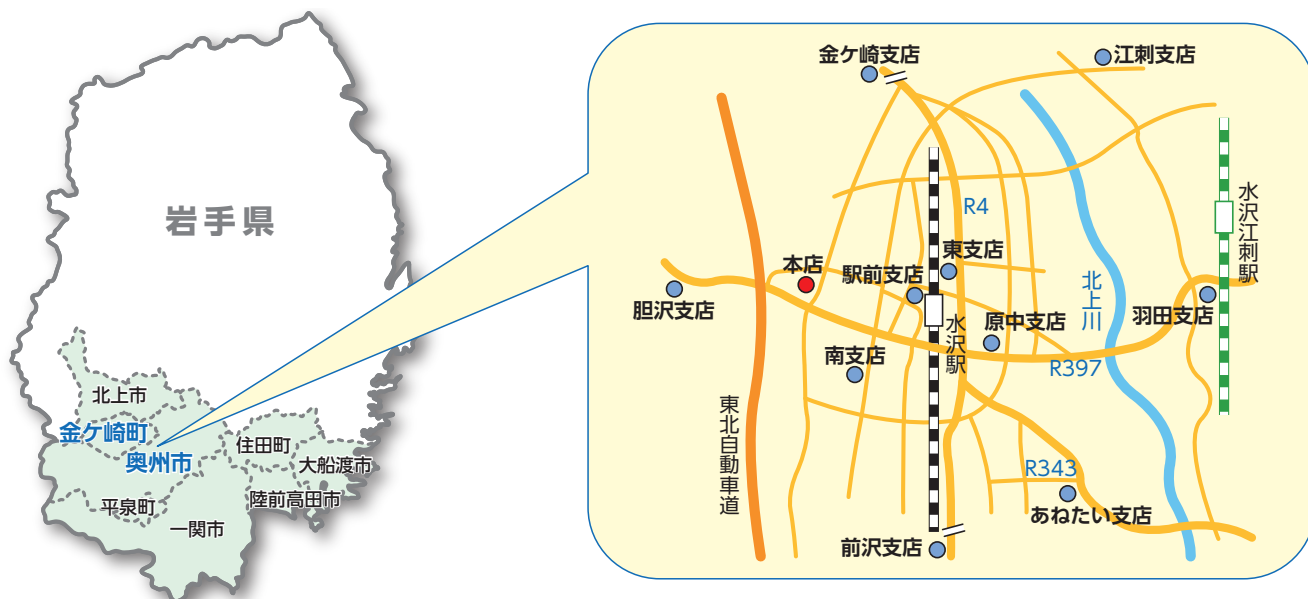 岩手県
北上市
金ケ崎町
奥州市
住田町
大船渡市
陸前高田市
平泉町
一関市
金ケ崎支店
江刺支店
R4
水沢江刺駅
東支店
本店
駅前支店
北上川
胆沢支店
羽田支店
原中支店
水沢駅
南支店
R397
東北自動車道
R343
あねたい支店
前沢支店